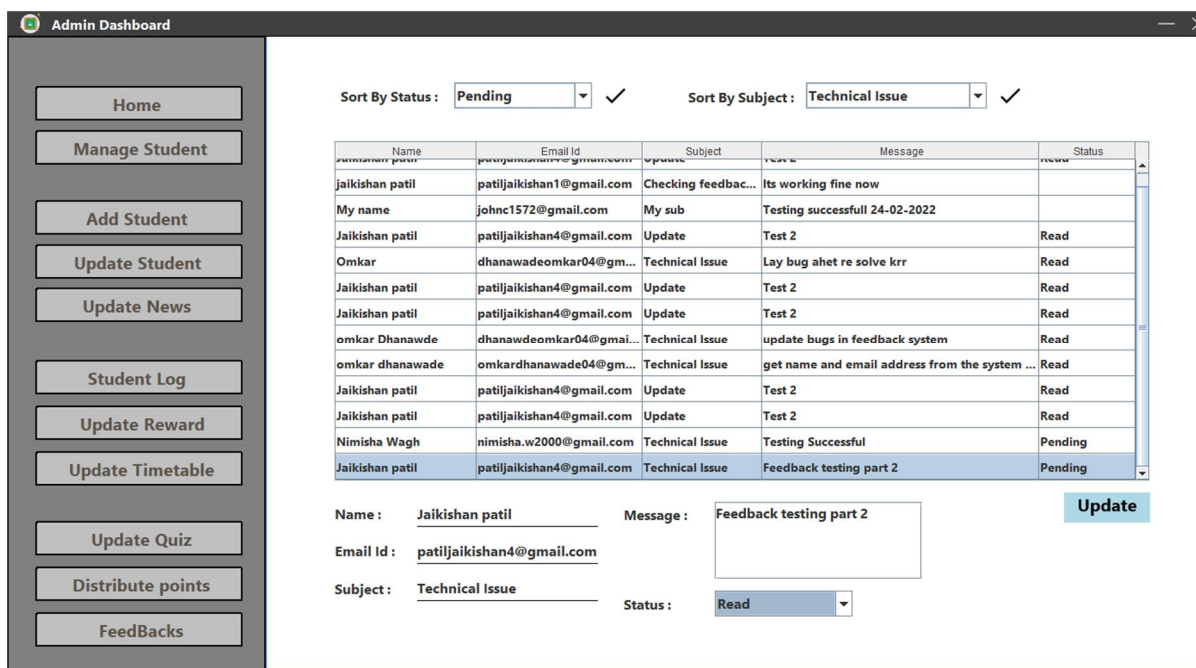 Admin Dashboard
Home
Manage Student
Add Student
Update Student
Update News
Student Log
Update Reward
Update Timetable
Update Quiz
Distribute points
FeedBacks
Sort By Status : Pending Sort By Subject : Technical Issue
Name Email Id Subject Message Status
Jaikishan patil patiljaikishan4@gmail.com Update Test 2 Read
jaikishan patil patiljaikishan1@gmail.com Checking feedbac... Its working fine now
My name johnc1572@gmail.com My sub Testing successfull 24-02-2022
Jaikishan patil patiljaikishan4@gmail.com Update Test 2 Read
Omkar dhanawadeomkar04@gm... Technical Issue Lay bug ahet re solve krr Read
Jaikishan patil patiljaikishan4@gmail.com Update Test 2 Read
Jaikishan patil patiljaikishan4@gmail.com Update Test 2 Read
omkar Dhanawde dhanawdeomkar04@gmai... Technical Issue update bugs in feedback system Read
omkar dhanawade omkardhanawade04@gm... Technical Issue get name and email address from the system ... Read
Jaikishan patil patiljaikishan4@gmail.com Update Test 2 Read
Jaikishan patil patiljaikishan4@gmail.com Update Test 2 Read
Nimisha Wagh nimisha.w2000@gmail.com Technical Issue Testing Successful Pending
Jaikishan patil patiljaikishan4@gmail.com Technical Issue Feedback testing part 2 Pending
Update
Name : Jaikishan patil Message : Feedback testing part 2
Email Id : patiljaikishan4@gmail.com
Subject : Technical Issue
Status : Read